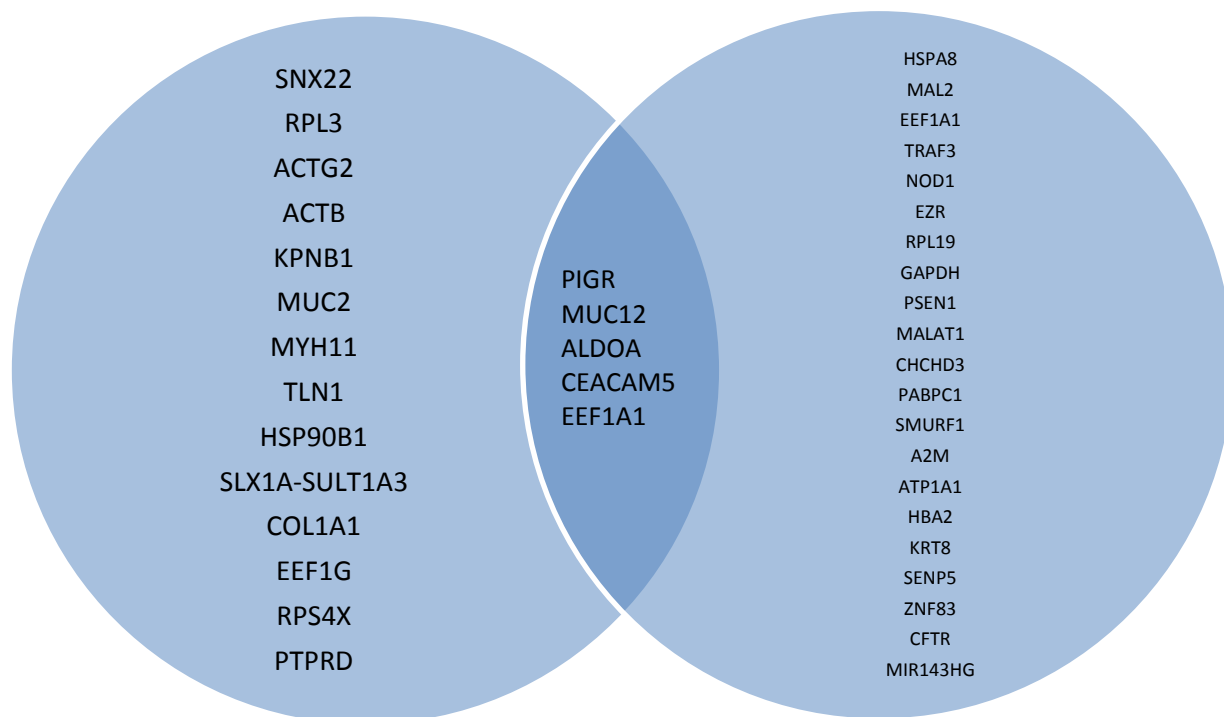 SNX22
RPL3
ACTG2
ACTB
KPNB1
MUC2
MYH11
TLN1
HSP90B1
SLX1A-SULT1A3
COL1A1
EEF1G
RPS4X
PTPRD
PIGR
MUC12
ALDOA
CEACAM5
EEF1A1
HSPA8
MAL2
EEF1A1
TRAF3
NOD1
EZR
RPL19
GAPDH
PSEN1
MALAT1
CHCHD3
PABPC1
SMURF1
A2M
ATP1A1
HBA2
KRT8
SENP5
ZNF83
CFTR
MIR143HG